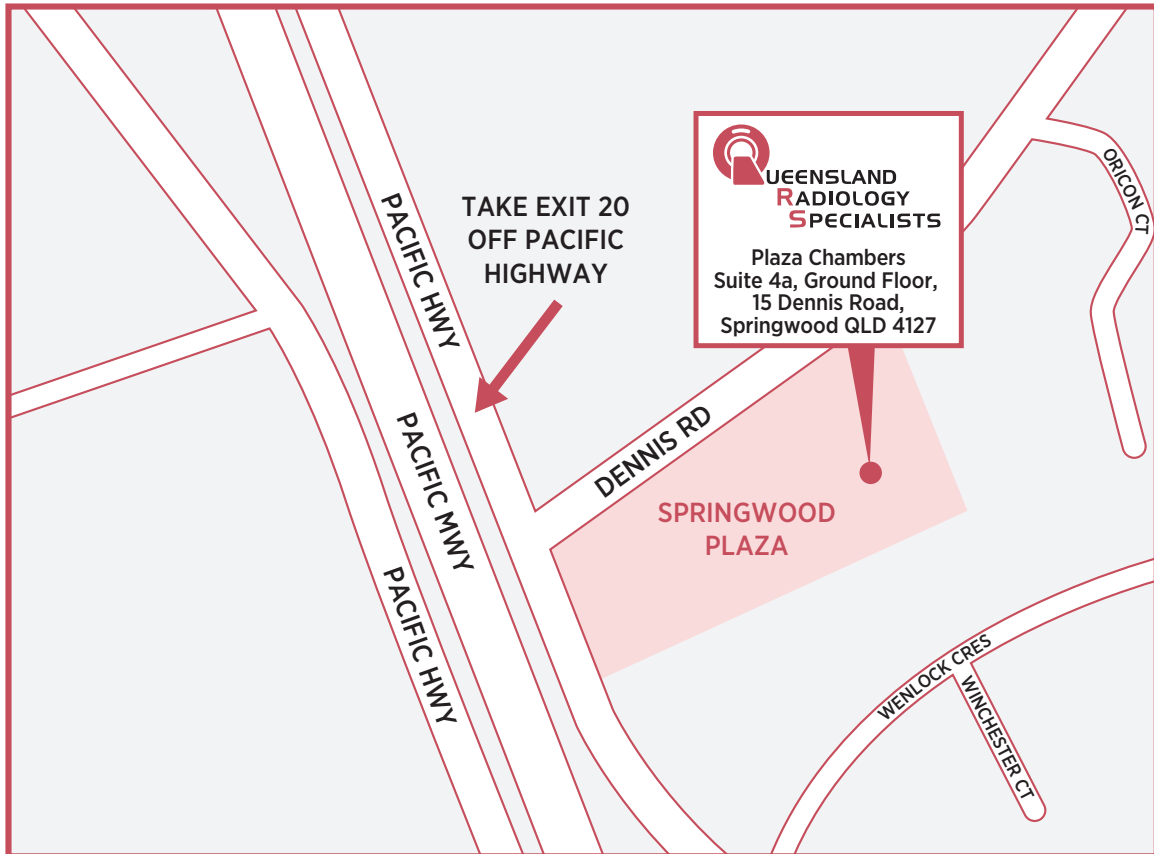 PACIFIC HWY
TAKE EXIT 20
OFF PACIFIC
HIGHWAY
QUEENSLAND
RADIOLOGY
SPECIALISTS
Plaza Chambers
Suite 4a, Ground Floor,
15 Dennis Road,
Springwood QLD 4127
ORICON CT
DENNIS RD
PACIFIC MWY
SPRINGWOOD
PLAZA
PACIFIC HWY
WENLOCK CRES
WINCHESTER CT